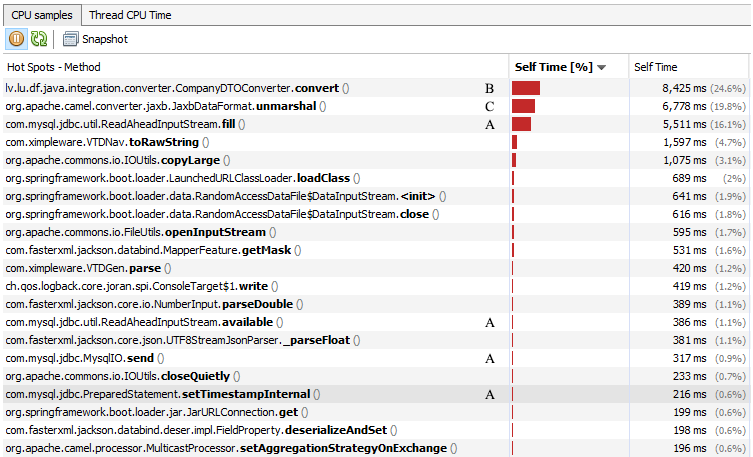 CPU samples Thread CPU Time
Snapshot
Hot Spots - Method Self Time [%] Self Time
lv.lu.df.java.integration.converter.CompanyDTOConverter.convert () B 8,425 ms (24.6%)
org.apache.camel.converter.jaxb.JaxbDataFormat.unmarshal () C 6,778 ms (19.8%)
com.mysql.jdbc.util.ReadAheadInputStream.fill () A 5,511 ms (16.1%)
com.ximpleware.VTDNav.toRawString () 1,597 ms (4.7%)
org.apache.commons.io.IOUtils.copyLarge () 1,075 ms (3.1%)
org.springframework.boot.loader.LaunchedURLClassLoader.loadClass () 689 ms (2%)
org.springframework.boot.loader.data.RandomAccessDataFile$DataInputStream.<init> () 641 ms (1.9%)
org.springframework.boot.loader.data.RandomAccessDataFile$DataInputStream.close () 616 ms (1.8%)
org.apache.commons.io.FileUtils.openInputStream () 595 ms (1.7%)
com.fasterxml.jackson.databind.MapperFeature.getMask () 531 ms (1.6%)
com.ximpleware.VTDGen.parse () 420 ms (1.2%)
ch.qos.logback.core.joran.spi.ConsoleTarget$1.write () 419 ms (1.2%)
com.fasterxml.jackson.core.io.NumberInput.parseDouble () 389 ms (1.1%)
com.mysql.jdbc.util.ReadAheadInputStream.available () A 386 ms (1.1%)
com.fasterxml.jackson.core.json.UTF8StreamJsonParser._parseFloat () 381 ms (1.1%)
com.mysql.jdbc.MysqlIO.send () A 317 ms (0.9%)
org.apache.commons.io.IOUtils.closeQuietly () 233 ms (0.7%)
com.mysql.jdbc.PreparedStatement.setTimestampInternal () A 216 ms (0.6%)
org.springframework.boot.loader.jar.JarURLConnection.get () 199 ms (0.6%)
com.fasterxml.jackson.databind.deser.impl.FieldProperty.deserializeAndSet () 198 ms (0.6%)
org.apache.camel.processor.MulticastProcessor.setAggregationStrategyOnExchange () 196 ms (0.6%)